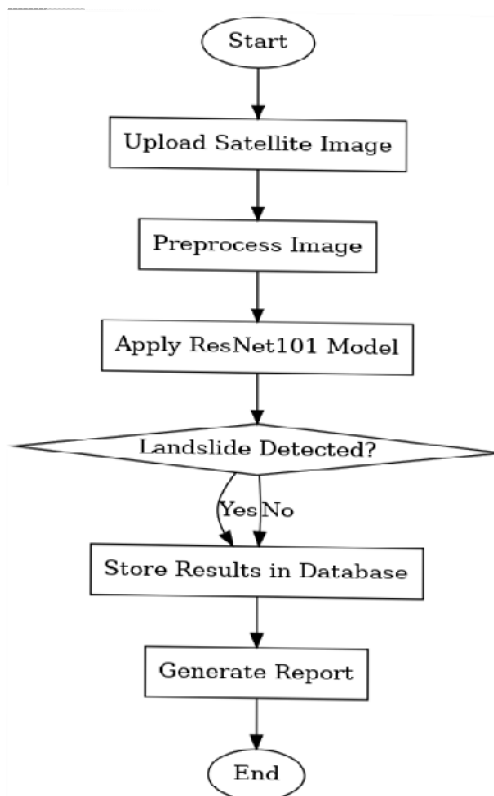 Start
Upload Satellite Image
Preprocess Image
Apply ResNet101 Model
Landslide Detected?
Yes No
Store Results in Database
Generate Report
End